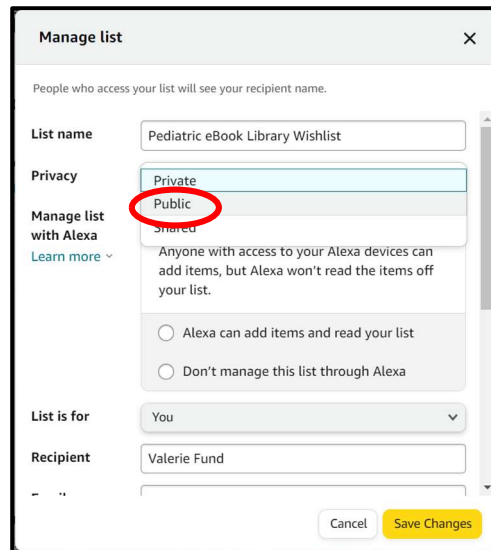 Manage list
People who access your list will see your recipient name.
List name
Pediatric eBook Library Wishlist
Privacy
Private
Public
Shared
Manage list
with Alexa
Learn more
Anyone with access to your Alexa devices can
add items, but Alexa won't read the items off
your list.
Alexa can add items and read your list
Don't manage this list through Alexa
List is for
You
Recipient
Valerie Fund
Cancel
Save Changes